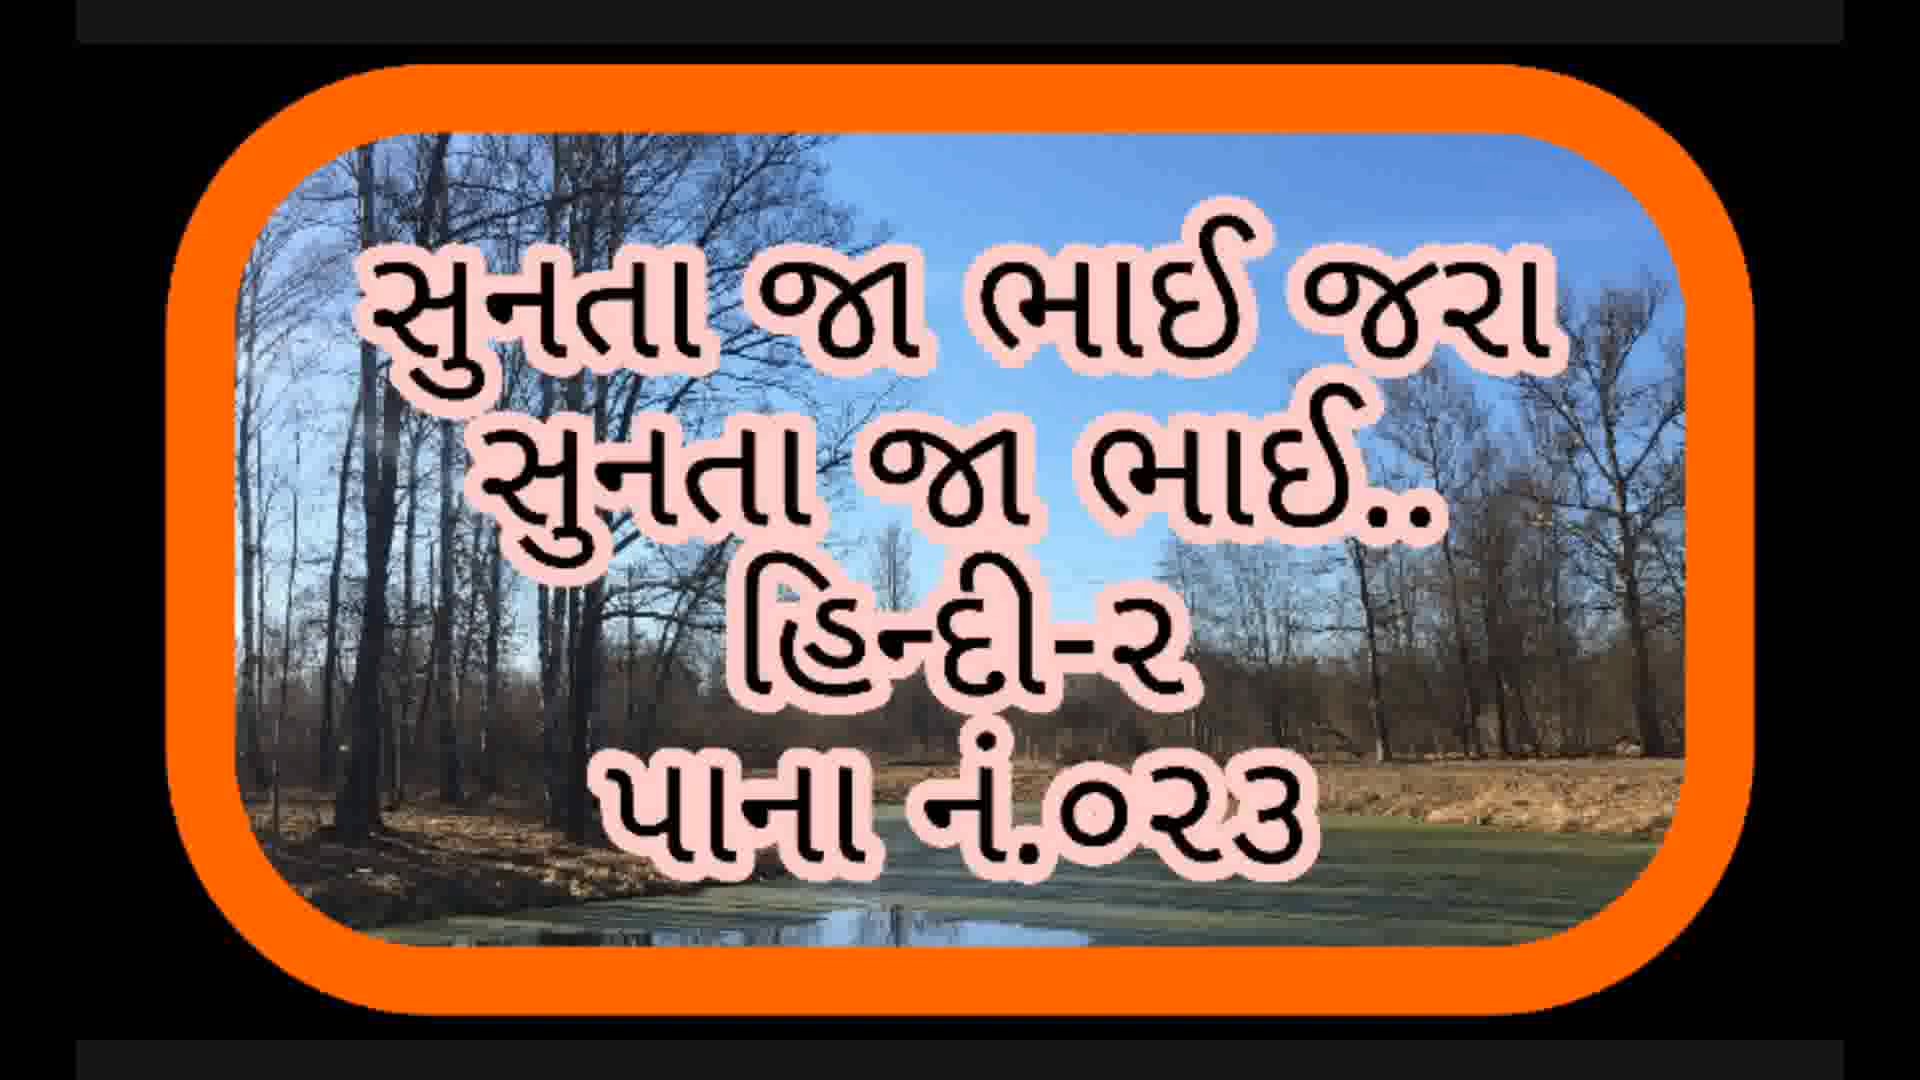 સુનતા જા ભાઈ જરા
સુનતા જા ભાઈ..
હિન્દી-૨
પાના નં.૦૨૩